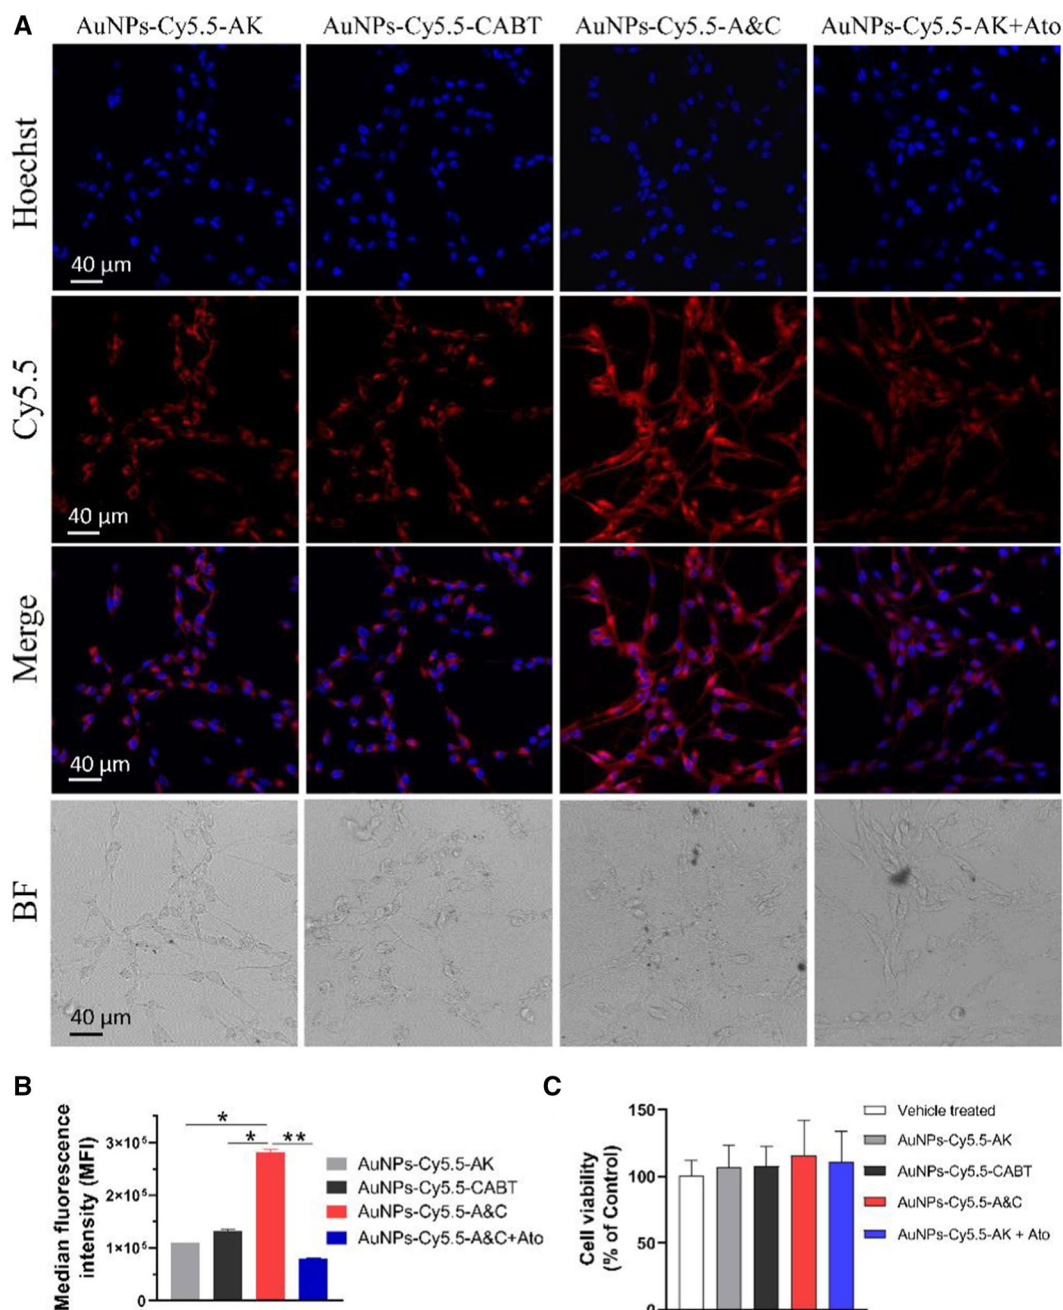 A
AuNPs-Cy5.5-AK AuNPs-Cy5.5-CABT AuNPs-Cy5.5-A&C AuNPs-Cy5.5-AK+Ato
Hoechst
40 μm
Cy5.5
40 μm
Merge
40 μm
BF
40 μm
B
Median fluorescence
intensity (MFI)
3×10⁵
2×10⁵
1×10⁵
0
* * **
AuNPs-Cy5.5-AK
AuNPs-Cy5.5-CABT
AuNPs-Cy5.5-A&C
AuNPs-Cy5.5-A&C+Ato
C
Cell viability
(% of Control)
150
100
50
0
Vehicle treated
AuNPs-Cy5.5-AK
AuNPs-Cy5.5-CABT
AuNPs-Cy5.5-A&C
AuNPs-Cy5.5-AK + Ato